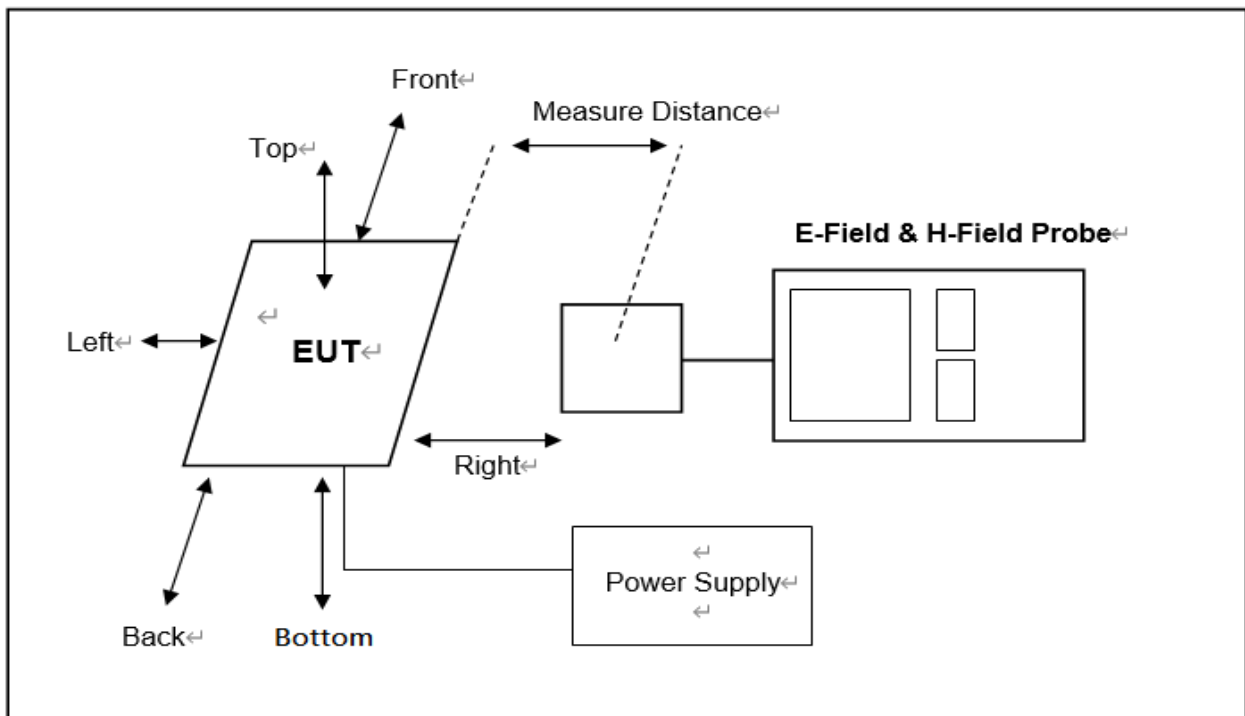 Front↵
Measure Distance↵
Top↵
E-Field & H-Field Probe↵
↵
Left↵
EUT↵
Right↵
↵
Power Supply↵
↵
Back↵
Bottom